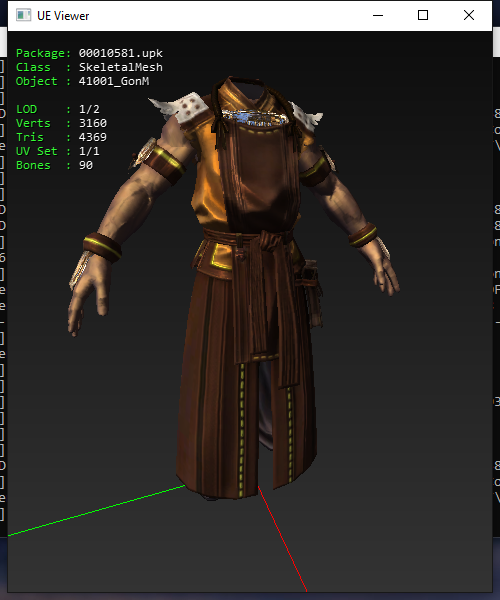 UE Viewer
Package: 00010581.upk
Class  : SkeletalMesh
Object : 41001_GonM
LOD    : 1/2
Verts  : 3160
Tris   : 4369
UV Set : 1/1
Bones  : 90